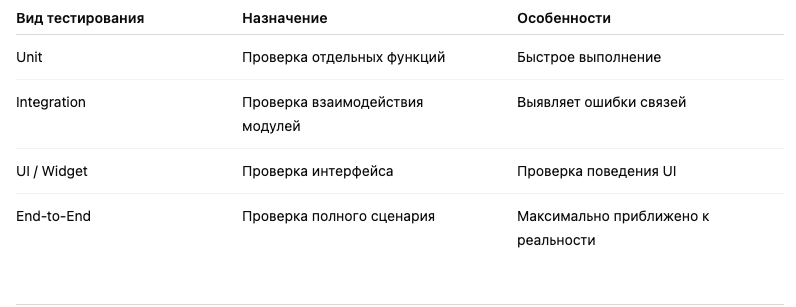 Вид тестирования Назначение Особенности
Unit Проверка отдельных функций Быстрое выполнение
Integration Проверка взаимодействия Выявляет ошибки связей
модулей
UI / Widget Проверка интерфейса Проверка поведения UI
End-to-End Проверка полного сценария Максимально приближено к
реальности